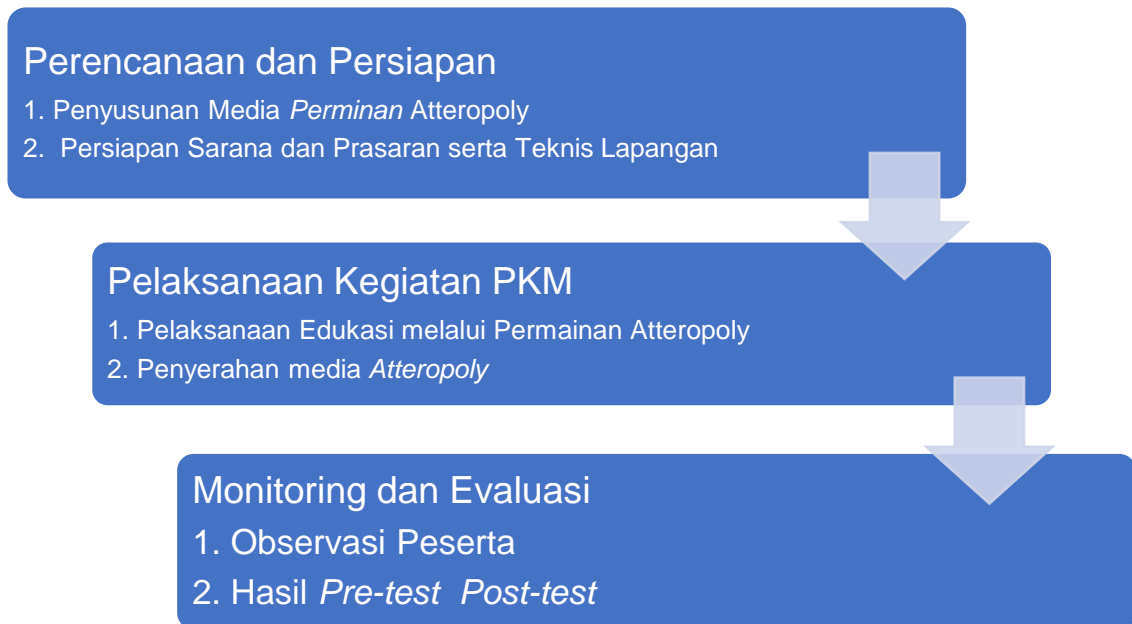 Perencanaan dan Persiapan
1. Penyusunan Media Perminan Atteropoly
2. Persiapan Sarana dan Prasaran serta Teknis Lapangan
Pelaksanaan Kegiatan PKM
1. Pelaksanaan Edukasi melalui Permainan Atteropoly
2. Penyerahan media Atteropoly
Monitoring dan Evaluasi
1. Observasi Peserta
2. Hasil Pre-test Post-test